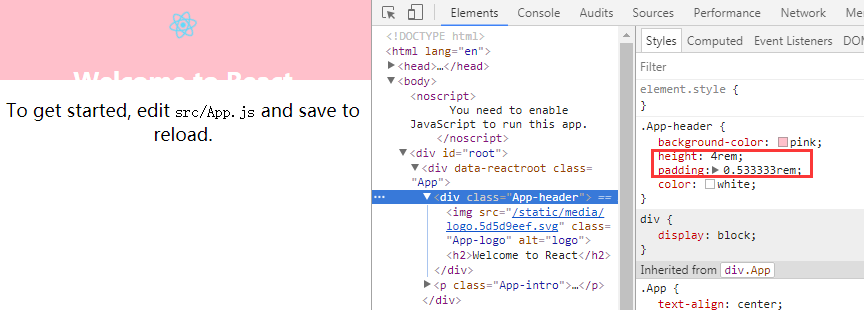 Welcome to React
To get started, edit src/App.js and save to
reload.
Elements Console Audits Sources Performance Network Me
<!DOCTYPE html>
<html lang="en">
▶<head>…</head>
▼<body>
<noscript>
You need to enable
JavaScript to run this app.
</noscript>
▼<div id="root">
▼<div data-reactroot class=
"App">
… ▼<div class="App-header"> ==
<img src="/static/media/
logo.5d5d9eef.svg" class=
"App-logo" alt="logo">
<h2>Welcome to React</h2>
</div>
▶<p class="App-intro">…</p>
</div>
Styles Computed Event Listeners DOM
Filter
element.style {
}
.App-header {
background-color: pink;
height: 4rem;
padding:▶ 0.533333rem;
color: white;
}
div {
display: block;
}
Inherited from div.App
.App {
text-align: center;